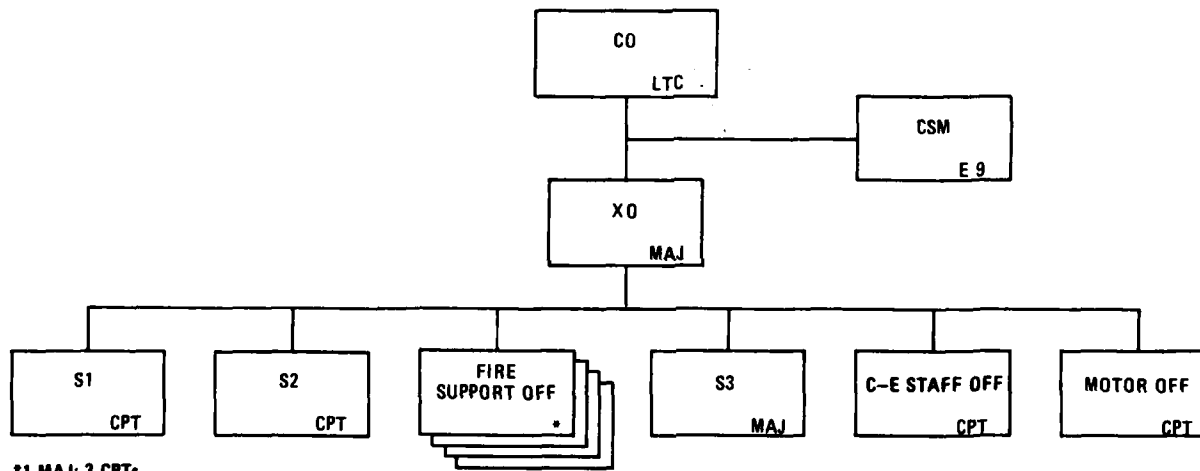 CO
LTC
CSM
E 9
XO
MAJ
S1
CPT
S2
CPT
FIRE
SUPPORT OFF
*
S3
MAJ
C-E STAFF OFF
CPT
MOTOR OFF
CPT
*1 MAJ; 3 CPTs